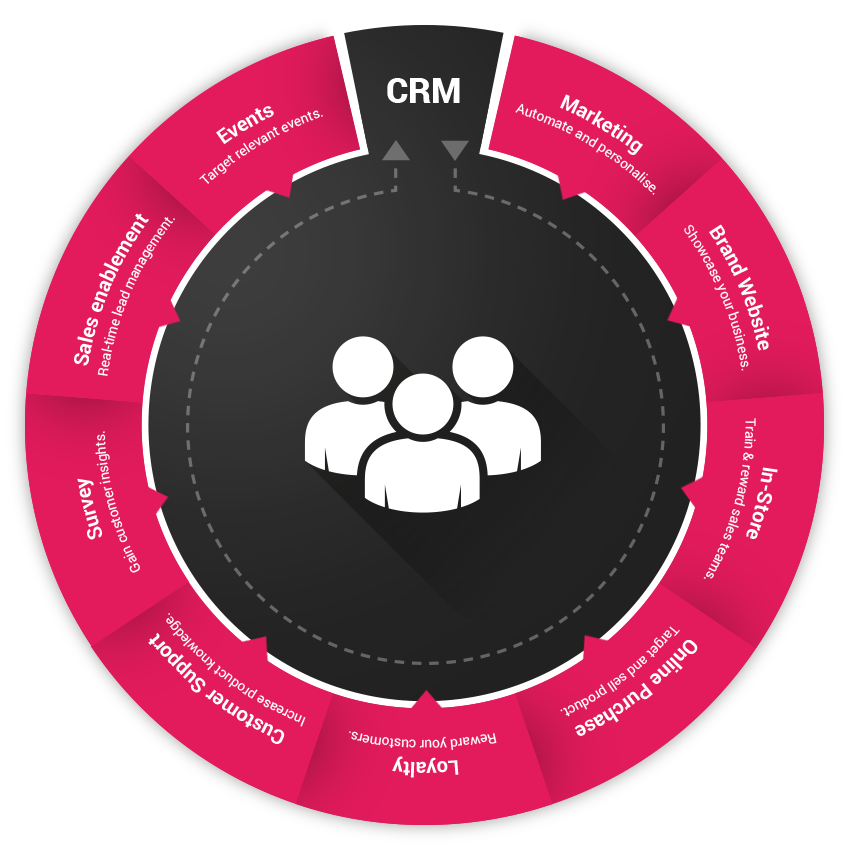 CRM
Marketing
Automate and personalise.
Brand Website
Showcase your business.
In-Store
Train & reward sales teams.
Online Purchase
Target and sell product.
Loyalty
Reward your customers.
Customer Support
Increase product knowledge.
Survey
Gain customer insights.
Sales enablement
Real-time lead management.
Events
Target relevant events.